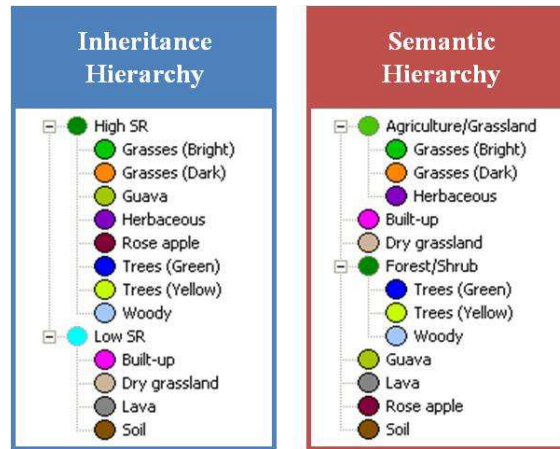 Inheritance
Hierarchy
High SR
Grasses (Bright)
Grasses (Dark)
Guava
Herbaceous
Rose apple
Trees (Green)
Trees (Yellow)
Woody
Low SR
Built-up
Dry grassland
Lava
Soil
Semantic
Hierarchy
Agriculture/Grassland
Grasses (Bright)
Grasses (Dark)
Herbaceous
Built-up
Dry grassland
Forest/Shrub
Trees (Green)
Trees (Yellow)
Woody
Guava
Lava
Rose apple
Soil